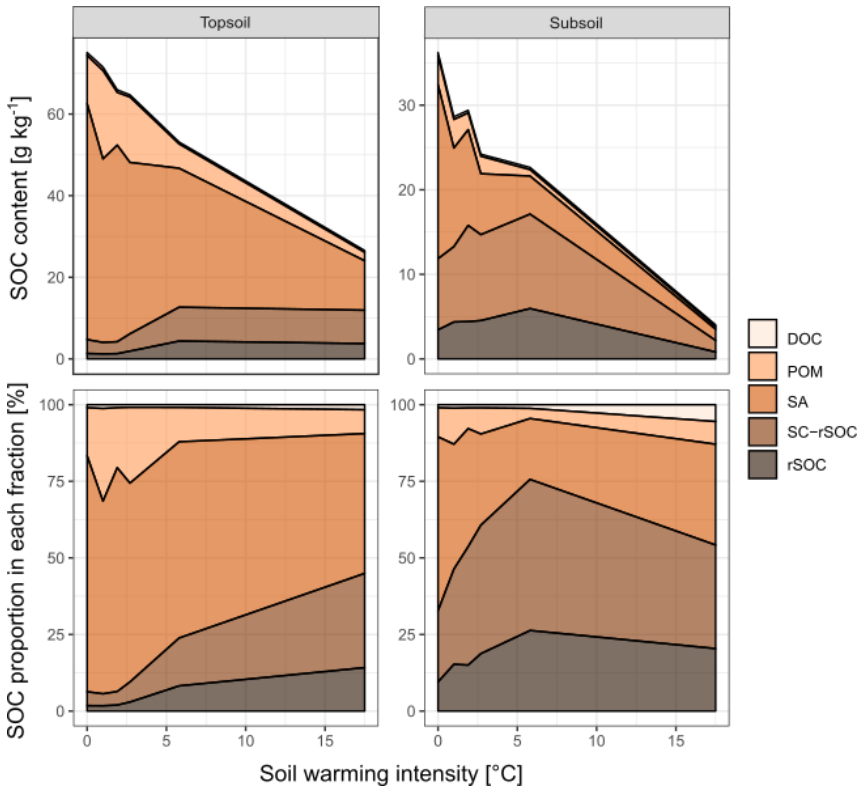 Topsoil
Subsoil
SOC content [g kg⁻¹]
60
40
20
0
30
20
10
0
SOC proportion in each fraction [%]
100
75
50
25
0
100
75
50
25
0
0 5 10 15
0 5 10 15
Soil warming intensity [°C]
DOC
POM
SA
SC−rSOC
rSOC